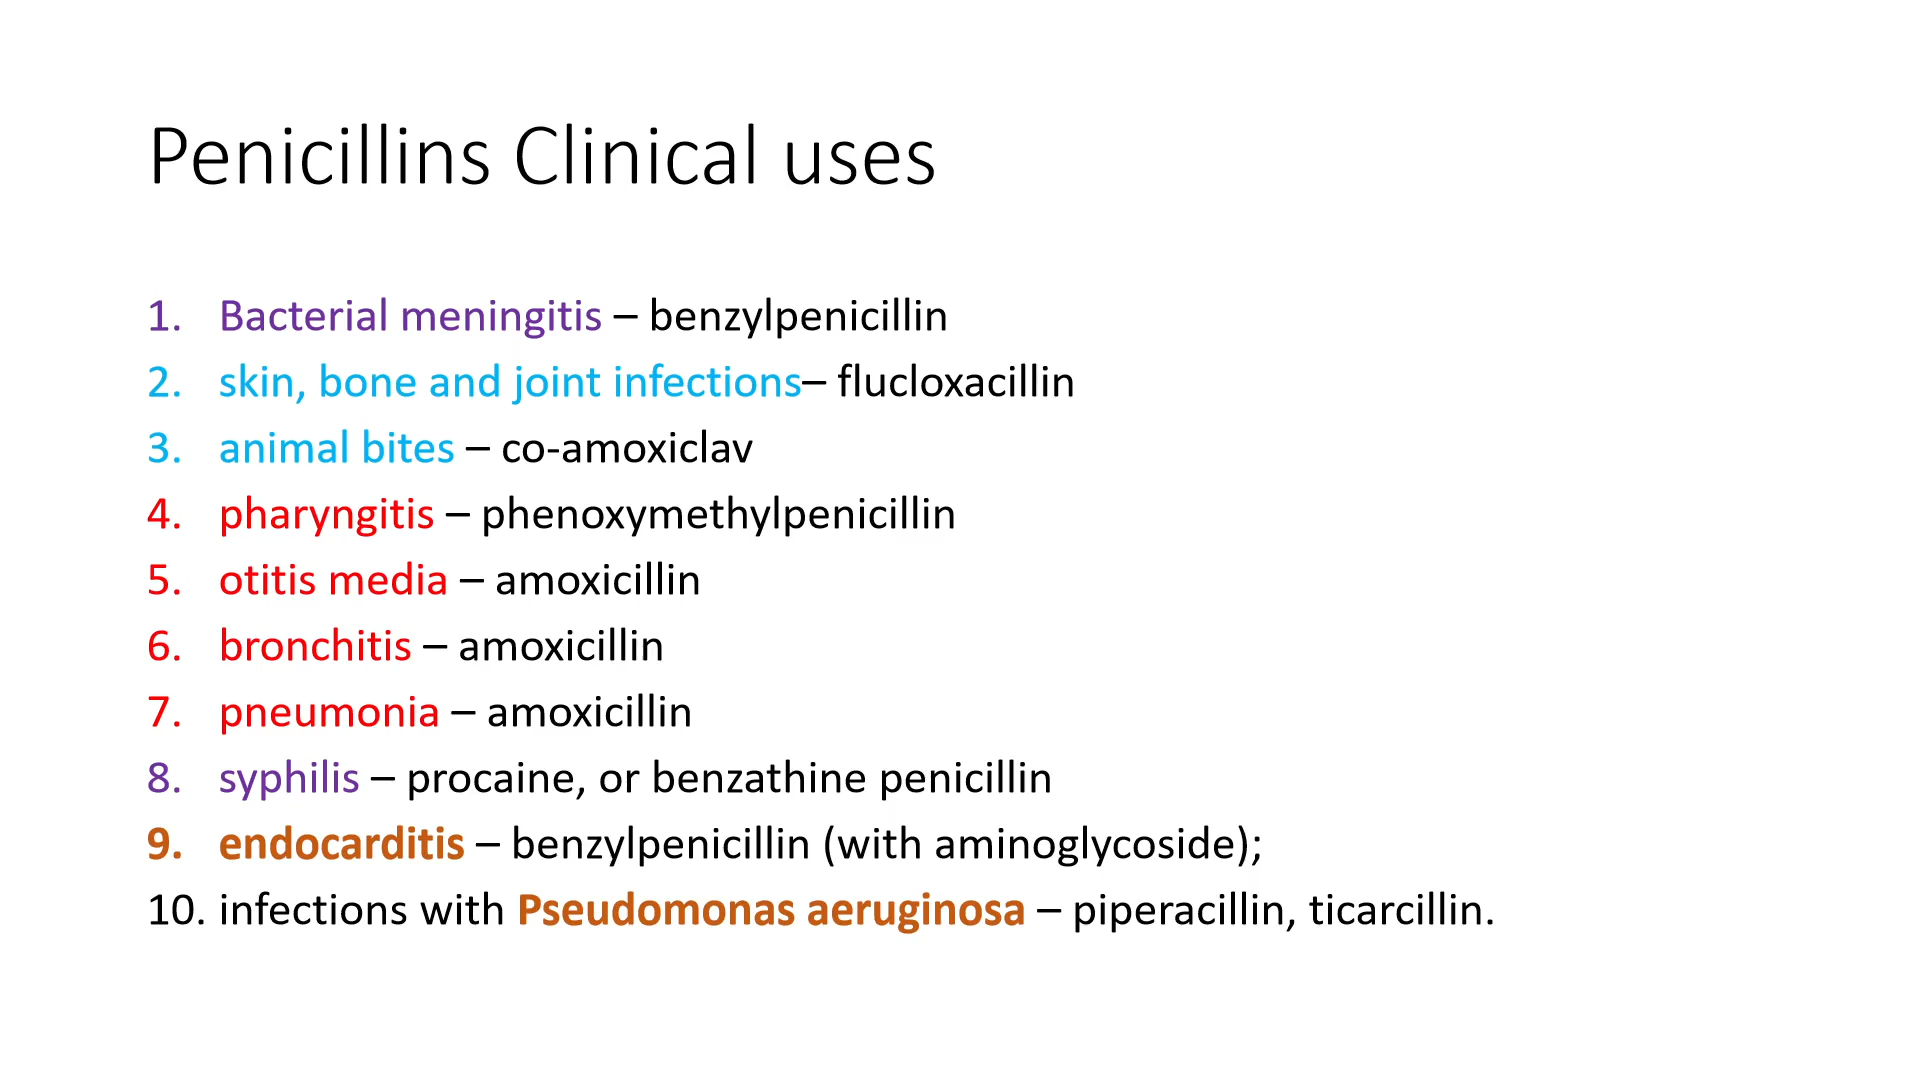 Penicillins Clinical uses
1. Bacterial meningitis – benzylpenicillin
2. skin, bone and joint infections– flucloxacillin
3. animal bites – co-amoxiclav
4. pharyngitis – phenoxymethylpenicillin
5. otitis media – amoxicillin
6. bronchitis – amoxicillin
7. pneumonia – amoxicillin
8. syphilis – procaine, or benzathine penicillin
9. endocarditis – benzylpenicillin (with aminoglycoside);
10. infections with Pseudomonas aeruginosa – piperacillin, ticarcillin.